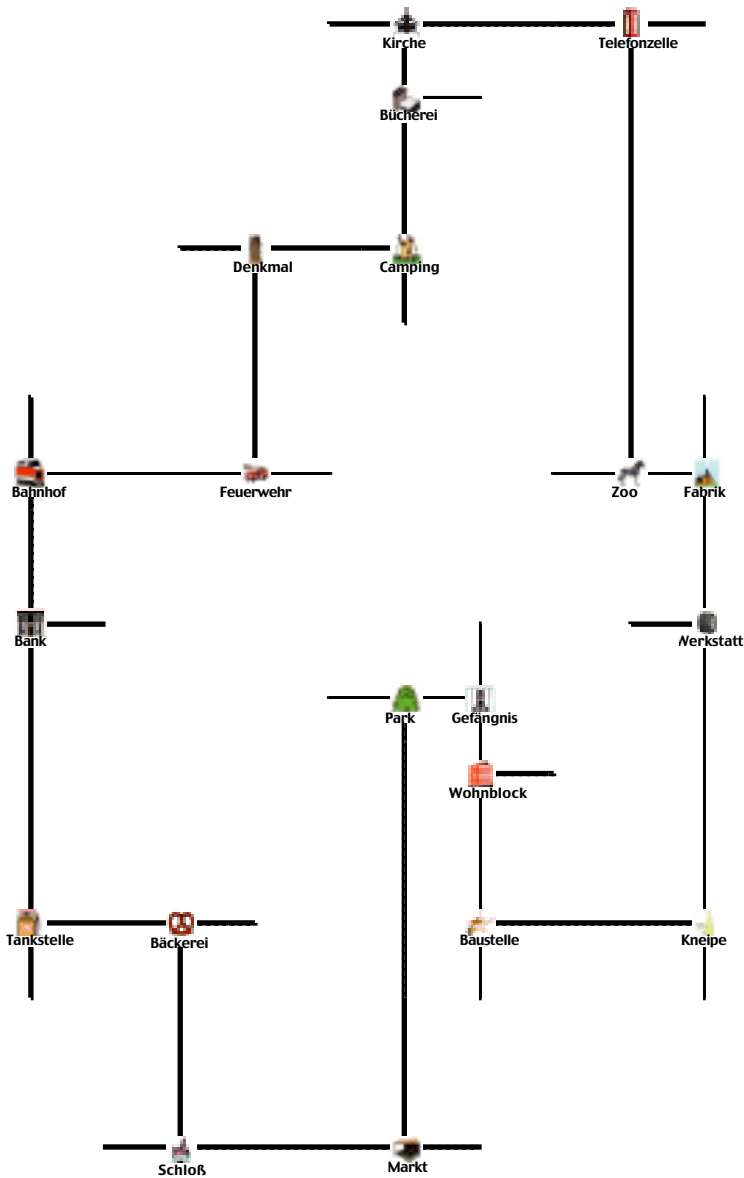 Kirche
Telefonzelle
Bücherei
Denkmal
Camping
Bahnhof
Feuerwehr
Zoo
Fabrik
Bank
Werkstatt
Park
Gefängnis
Wohnblock
Tankstelle
Bäckerei
Baustelle
Kneipe
Schloß
Markt